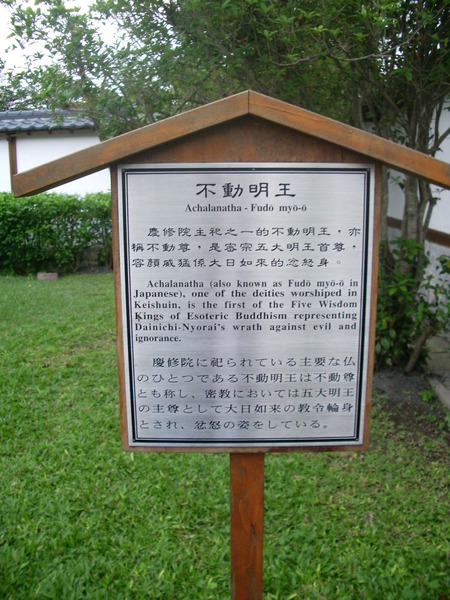 不動明王
Achalanatha - Fudō myō-ō
慶修院主祀之一的不動明王，亦
稱不動尊，是密宗五大明王首尊，
容顏威猛係大日如來的忿怒身。
Achalanatha (also known as Fudō myō-ō in
Japanese), one of the deities worshiped in
Keishuin, is the first of the Five Wisdom
Kings of Esoteric Buddhism representing
Dainichi-Nyorai's wrath against evil and
ignorance.
慶修院に祀られている主要な仏
のひとつである不動明王は不動尊
とも称し、密教においては五大明王
の主尊として大日如来の教令輪身
とされ、忿怒の姿をしている。